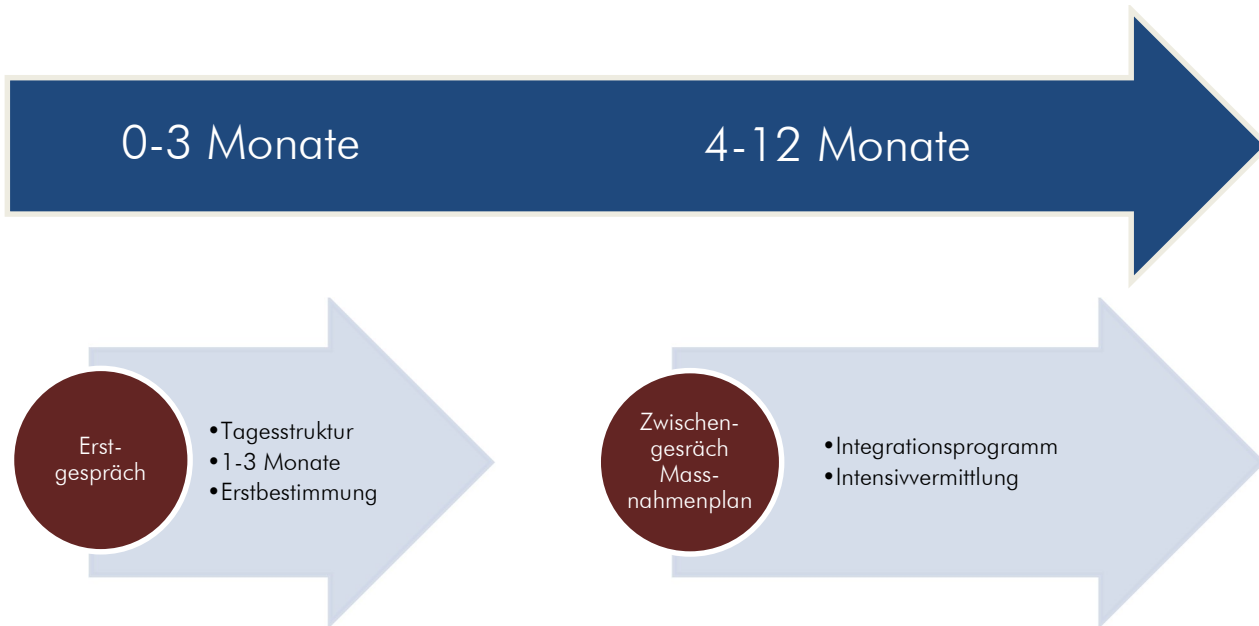 0-3 Monate
4-12 Monate
Erst-
gespräch
•Tagesstruktur
•1-3 Monate
•Erstbestimmung
Zwischen-
gesräch
Mass-
nahmenplan
•Integrationsprogramm
•Intensivvermittlung